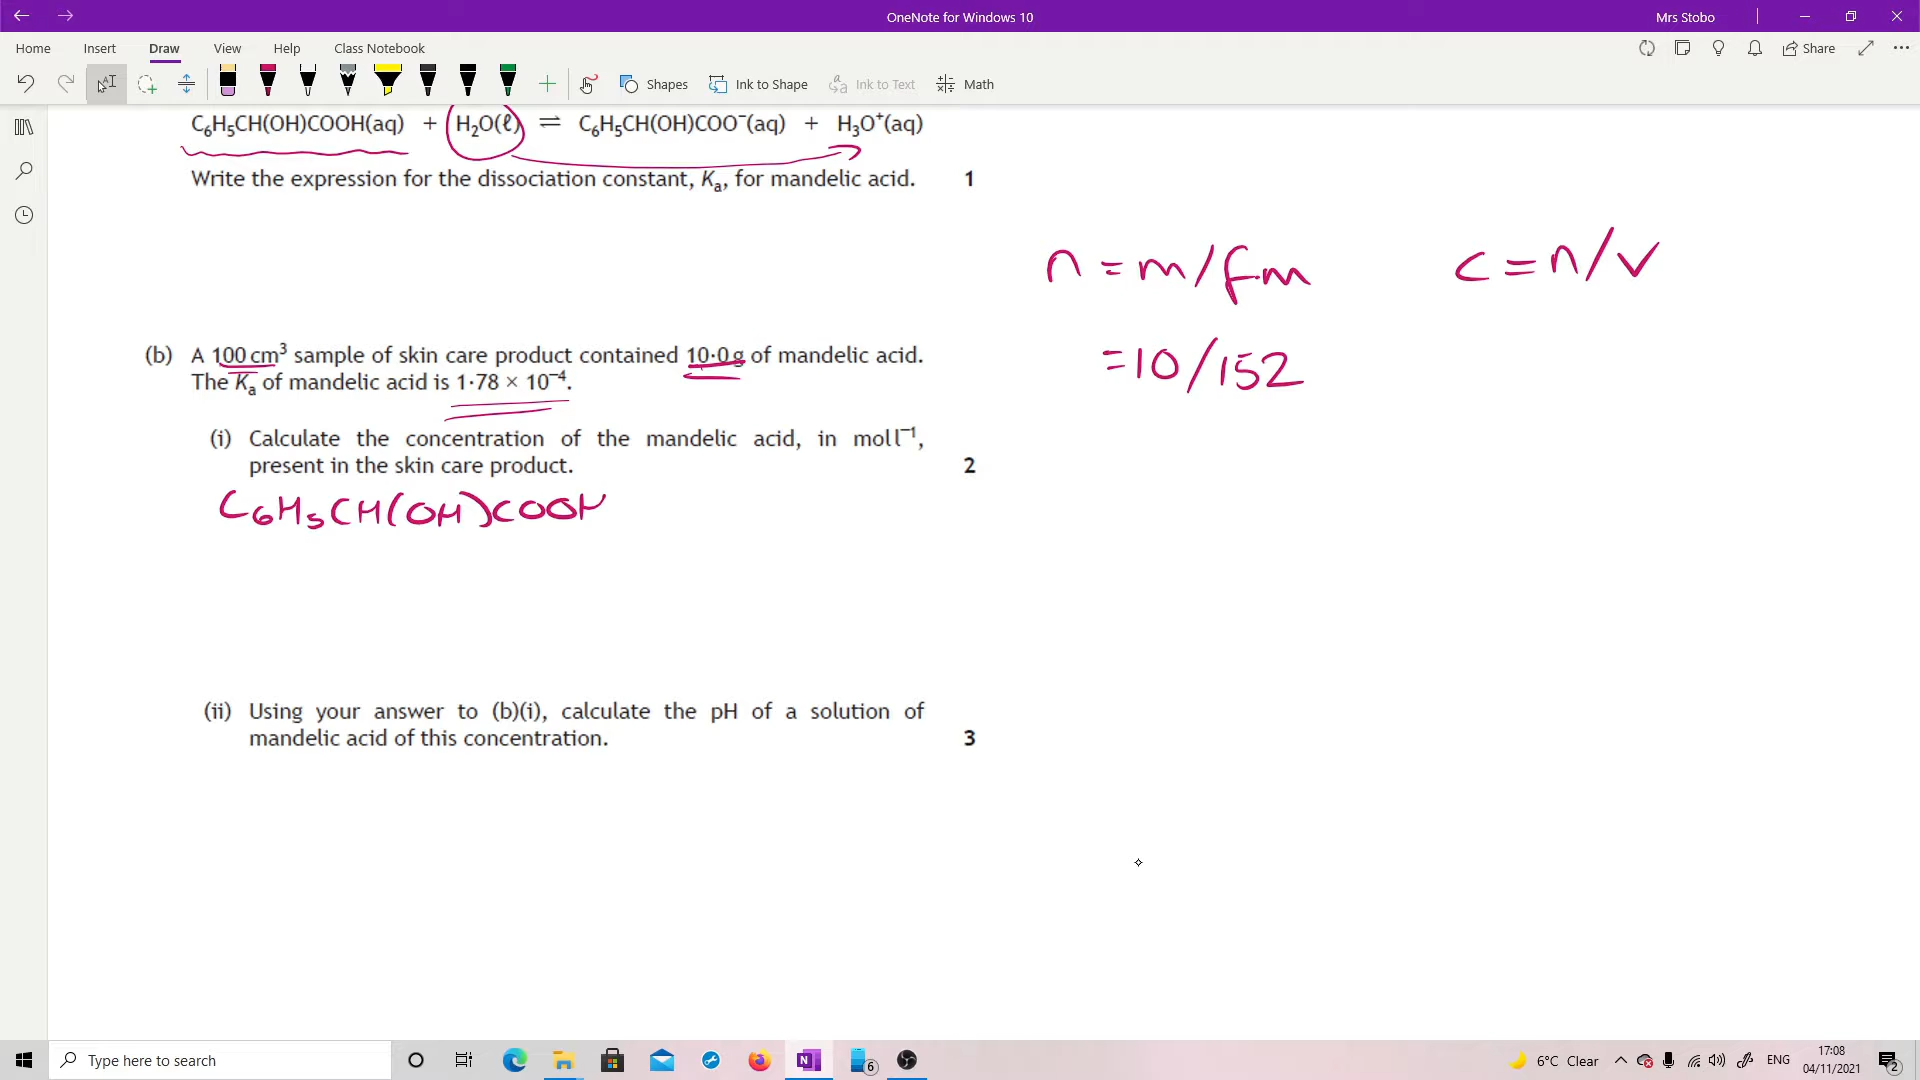 OneNote for Windows 10
Mrs Stobo
Home Insert Draw View Help Class Notebook
Share
Shapes Ink to Shape Ink to Text Math
C₆H₅CH(OH)COOH(aq) + H₂O(ℓ) ⇌ C₆H₅CH(OH)COO⁻(aq) + H₃O⁺(aq)
Write the expression for the dissociation constant, Kₐ, for mandelic acid. 1
n = m/fm c = n/v
= 10/152
(b) A 100 cm³ sample of skin care product contained 10·0 g of mandelic acid.
The Kₐ of mandelic acid is 1·78 × 10⁻⁴.
(i) Calculate the concentration of the mandelic acid, in mol l⁻¹,
present in the skin care product. 2
C₆H₅CH(OH)COOH
(ii) Using your answer to (b)(i), calculate the pH of a solution of
mandelic acid of this concentration. 3
Type here to search
6
6°C Clear
ENG
17:08
04/11/2021
2